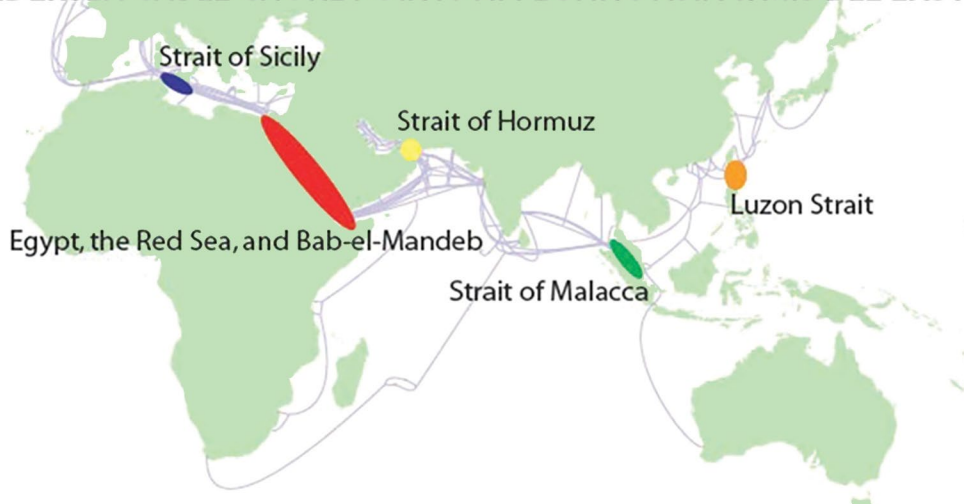 Strait of Sicily
Strait of Hormuz
Luzon Strait
Egypt, the Red Sea, and Bab-el-Mandeb
Strait of Malacca